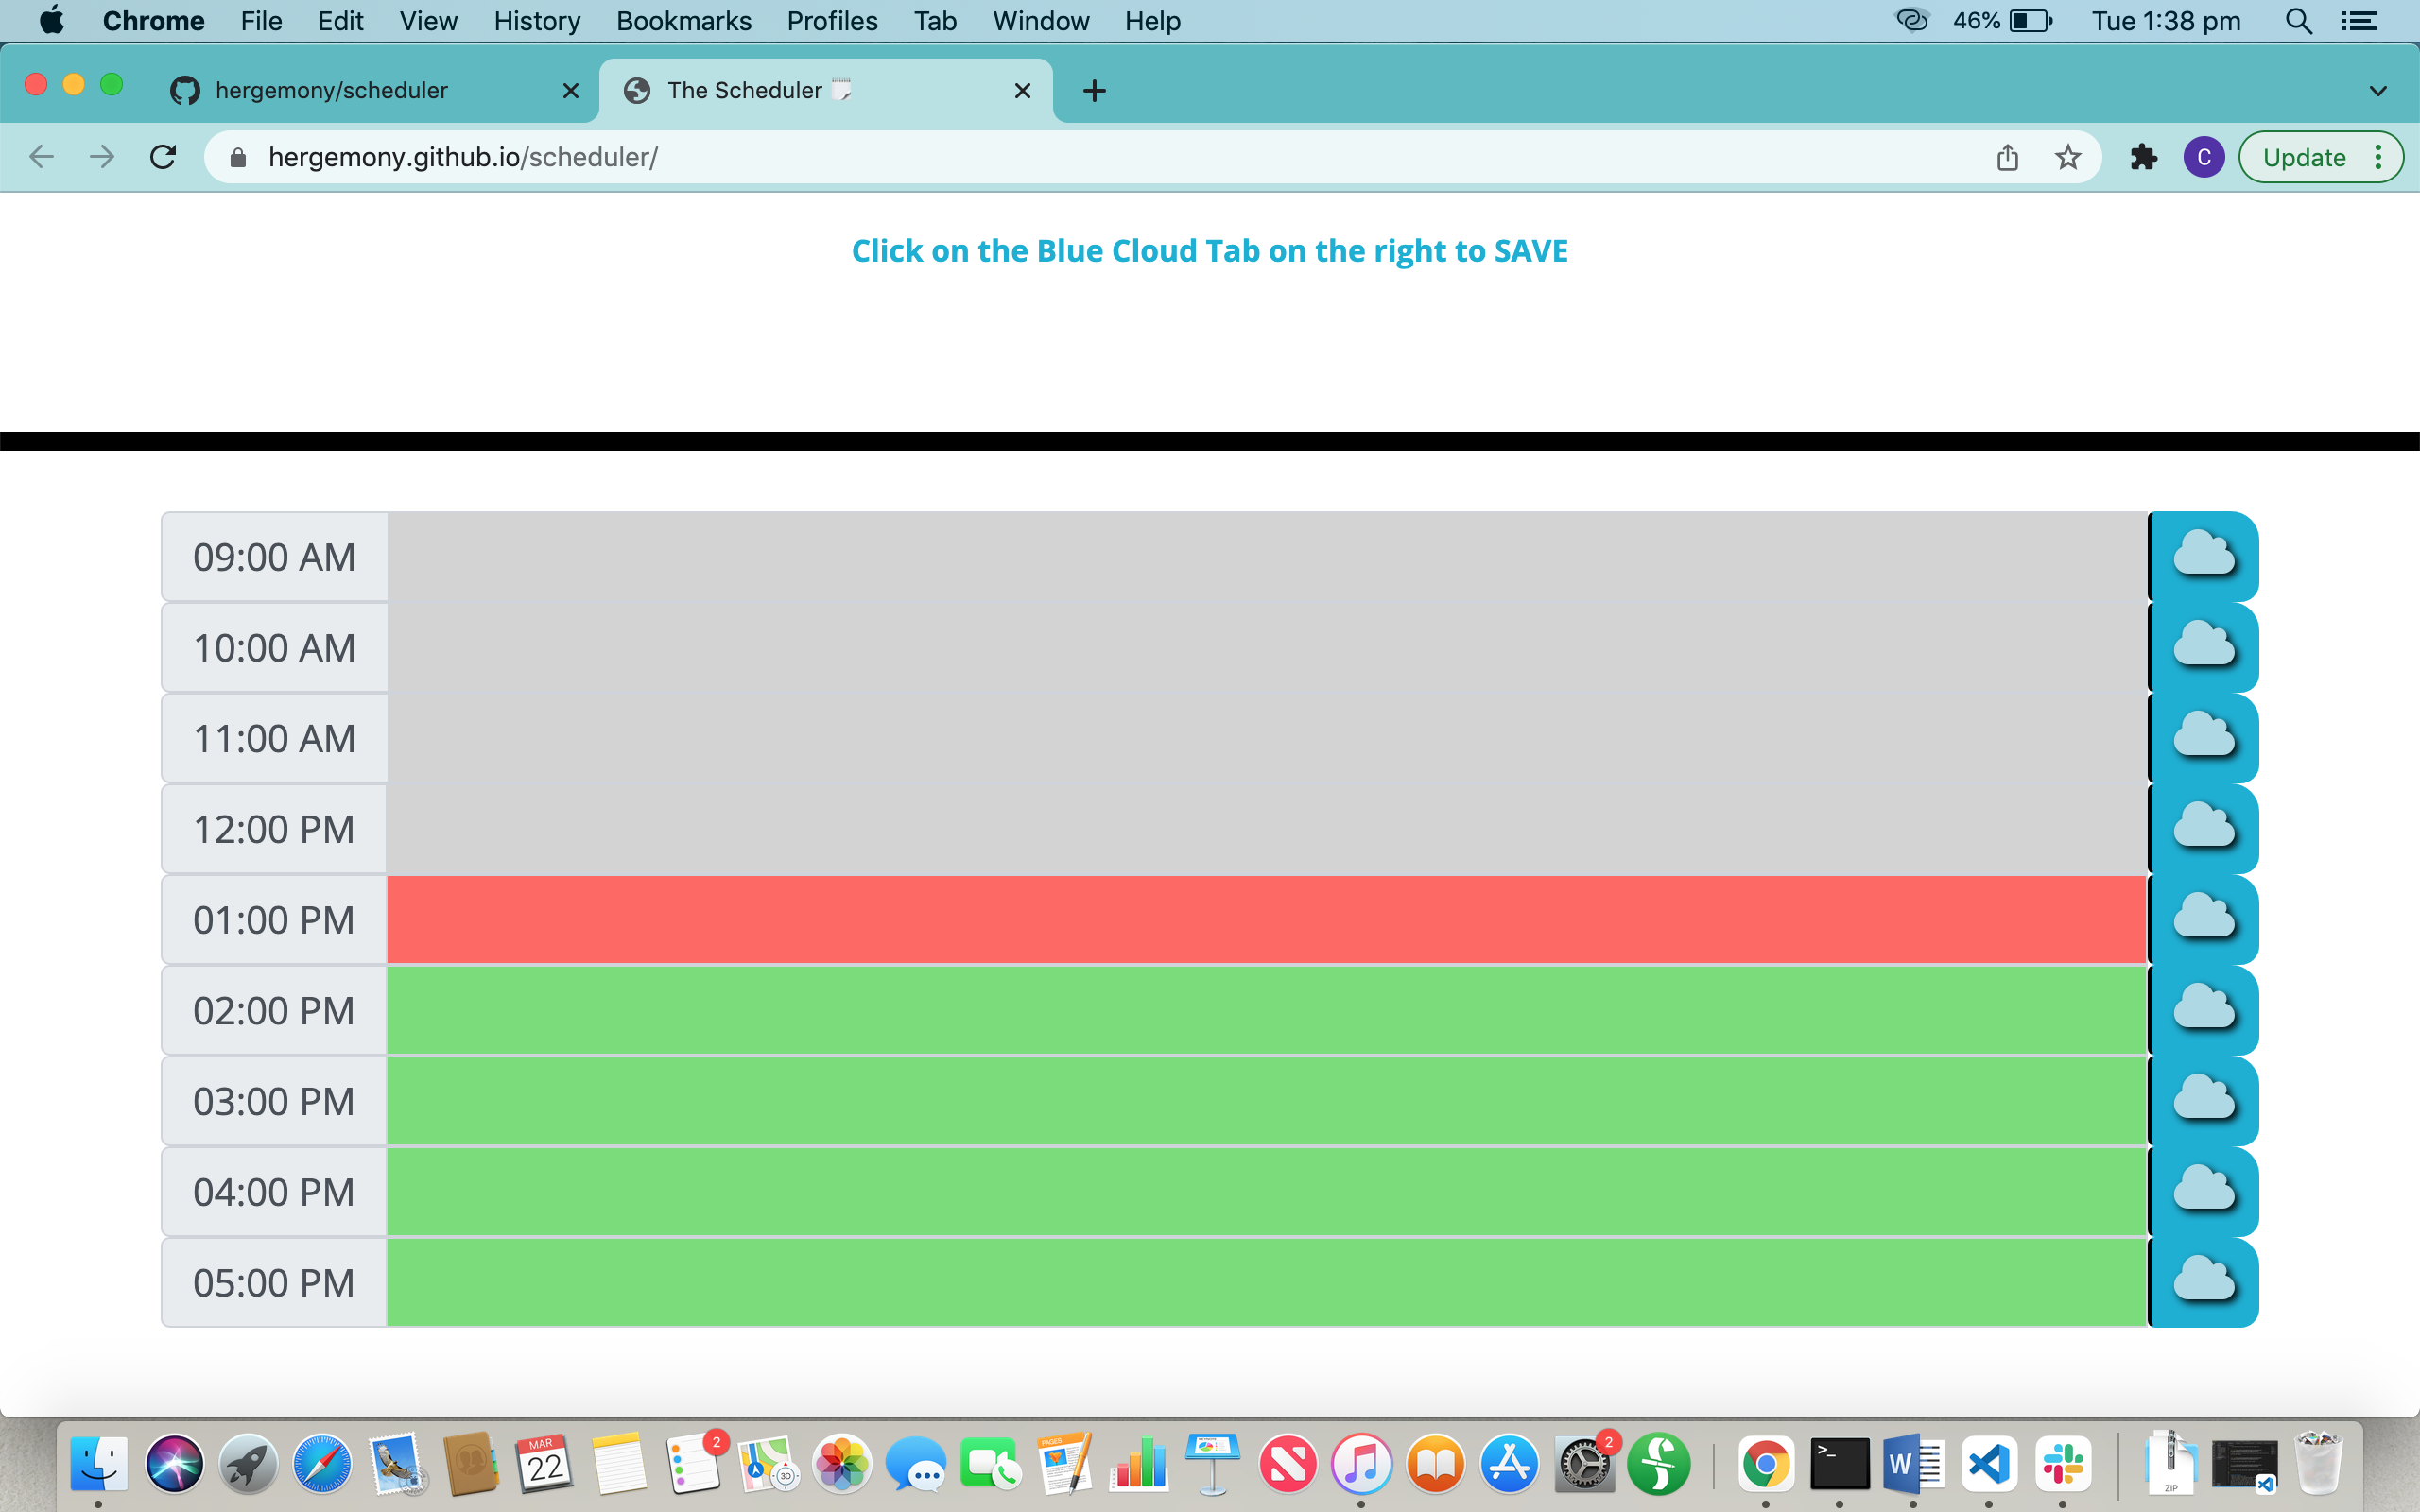 Chrome File Edit View History Bookmarks Profiles Tab Window Help 46% Tue 1:38 pm
hergemony/scheduler The Scheduler
hergemony.github.io/scheduler/ C Update
Click on the Blue Cloud Tab on the right to SAVE
09:00 AM
10:00 AM
11:00 AM
12:00 PM
01:00 PM
02:00 PM
03:00 PM
04:00 PM
05:00 PM
MAR 22 2 3D PAGES 2 >_ W ZIP